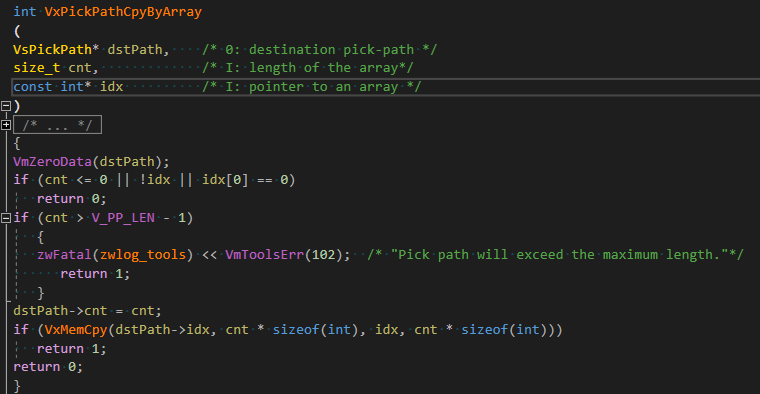 int VxPickPathCpyByArray
(
VsPickPath* dstPath, /* 0: destination pick-path */
size_t cnt, /* I: length of the array*/
const int* idx /* I: pointer to an array */
)
/* ... */
{
VmZeroData(dstPath);
if (cnt <= 0 || !idx || idx[0] == 0)
return 0;
if (cnt > V_PP_LEN - 1)
{
zwFatal(zwlog_tools) << VmToolsErr(102); /* "Pick path will exceed the maximum length."*/
return 1;
}
dstPath->cnt = cnt;
if (VxMemCpy(dstPath->idx, cnt * sizeof(int), idx, cnt * sizeof(int)))
return 1;
return 0;
}